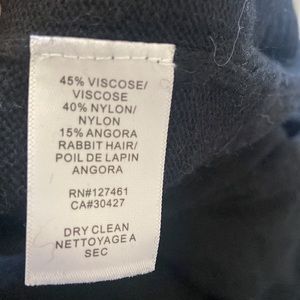 45% VISCOSE/
VISCOSE
40% NYLON/
NYLON
15% ANGORA
RABBIT HAIR/
POIL DE LAPIN
ANGORA
RN#127461
CA#30427
DRY CLEAN
NETTOYAGE A
SEC